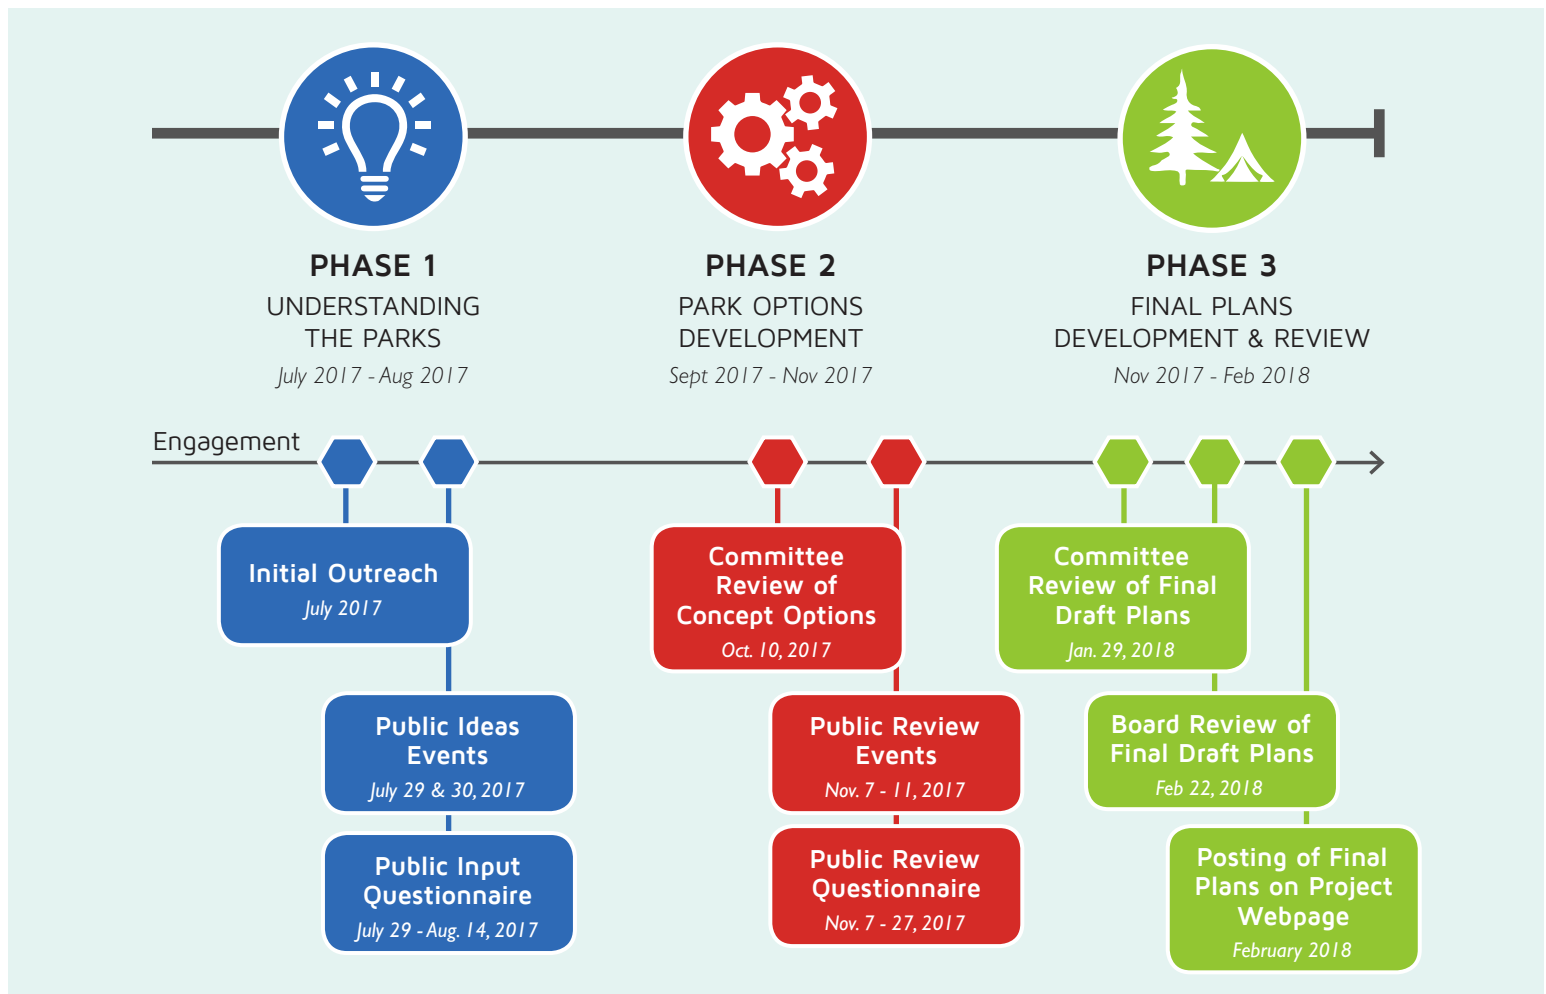 PHASE 1
UNDERSTANDING
THE PARKS
July 2017 - Aug 2017
PHASE 2
PARK OPTIONS
DEVELOPMENT
Sept 2017 - Nov 2017
PHASE 3
FINAL PLANS
DEVELOPMENT & REVIEW
Nov 2017 - Feb 2018
Engagement
Initial Outreach
July 2017
Public Ideas
Events
July 29 & 30, 2017
Public Input
Questionnaire
July 29 - Aug. 14, 2017
Committee
Review of
Concept Options
Oct. 10, 2017
Public Review
Events
Nov. 7 - 11, 2017
Public Review
Questionnaire
Nov. 7 - 27, 2017
Committee
Review of Final
Draft Plans
Jan. 29, 2018
Board Review of
Final Draft Plans
Feb 22, 2018
Posting of Final
Plans on Project
Webpage
February 2018